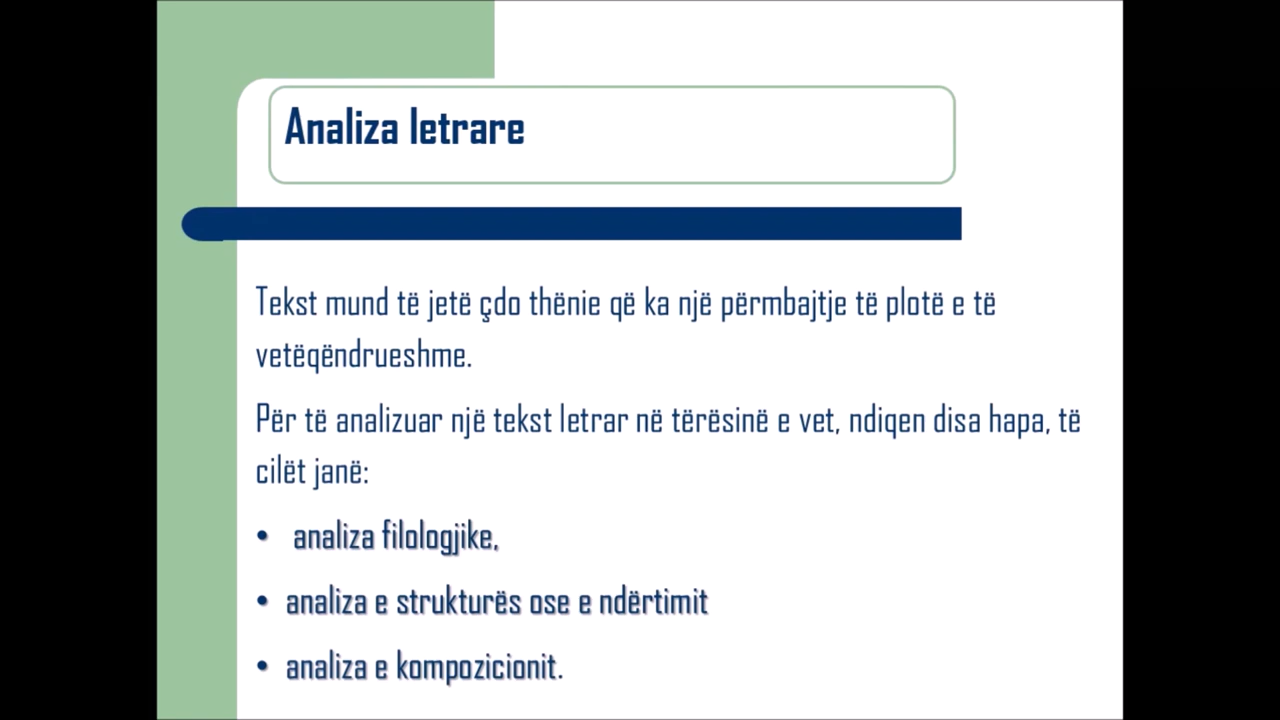 Analiza letrare
Tekst mund të jetë çdo thënie që ka një përmbajtje të plotë e të
vetëqëndrueshme.
Për të analizuar një tekst letrar në tërësinë e vet, ndiqen disa hapa, të
cilët janë:
• analiza filologjike,
• analiza e strukturës ose e ndërtimit
• analiza e kompozicionit.